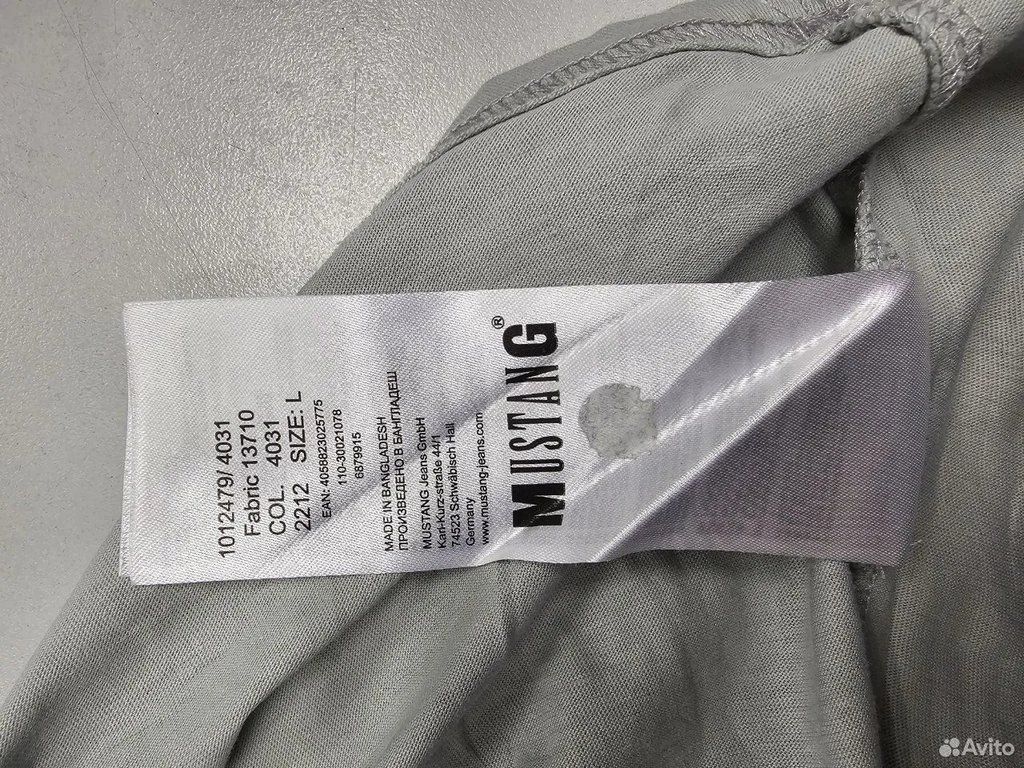 MUSTANG®
www.mustang-jeans.com
Germany
74523 Schwäbisch Hall
Karl-Kurz-straße 44/1
MUSTANG Jeans GmbH
ПРОИЗВЕДЕНО В БАНГЛАДЕШ
MADE IN BANGLADESH
6879915
110-30021078
EAN: 4058823025775
2212 SIZE: L
COL. 4031
Fabric 13710
1012479/ 4031
Avito